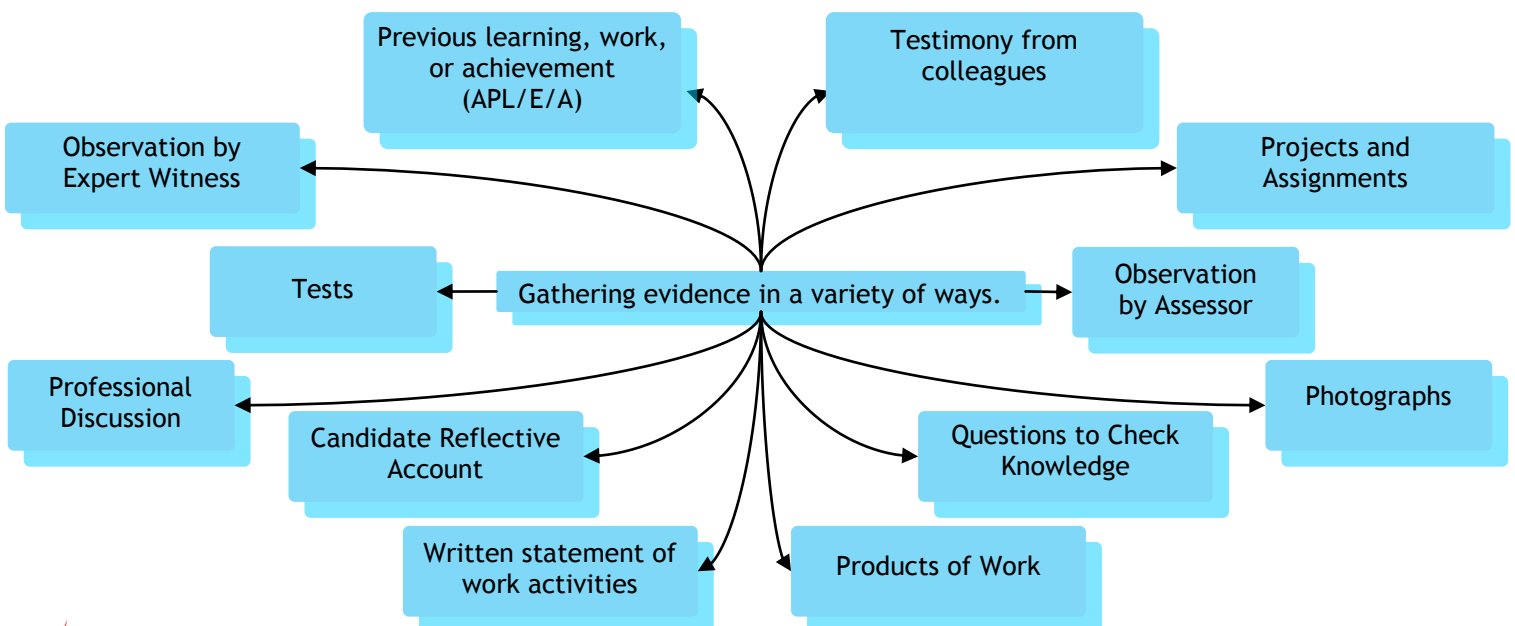 Previous learning, work,
or achievement
(APL/E/A)
Testimony from
colleagues
Observation by
Expert Witness
Projects and
Assignments
Tests
Gathering evidence in a variety of ways.
Observation
by Assessor
Professional
Discussion
Photographs
Candidate Reflective
Account
Questions to Check
Knowledge
Written statement of
work activities
Products of Work